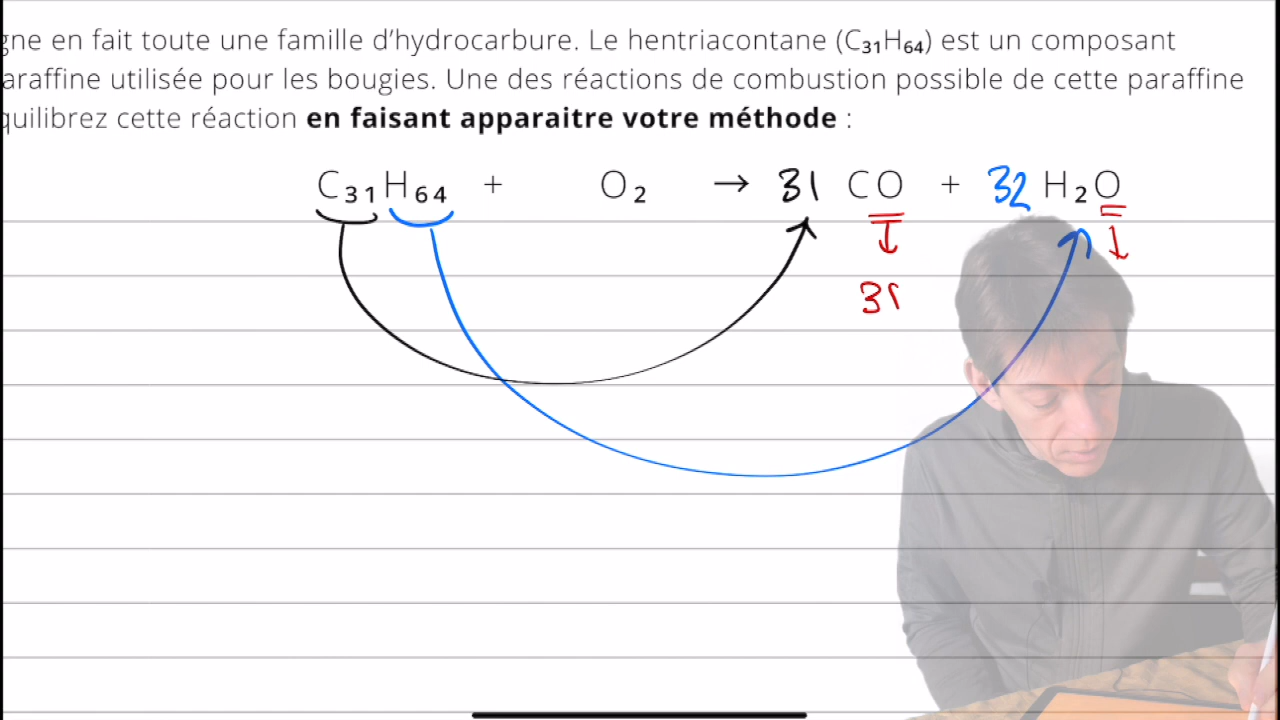 gne en fait toute une famille d'hydrocarbure. Le hentriacontane (C₃₁H₆₄) est un composant
araffine utilisée pour les bougies. Une des réactions de combustion possible de cette paraffine
quilibrez cette réaction en faisant apparaitre votre méthode :
C₃₁H₆₄ + O₂ → 31 CO + 32 H₂O
31